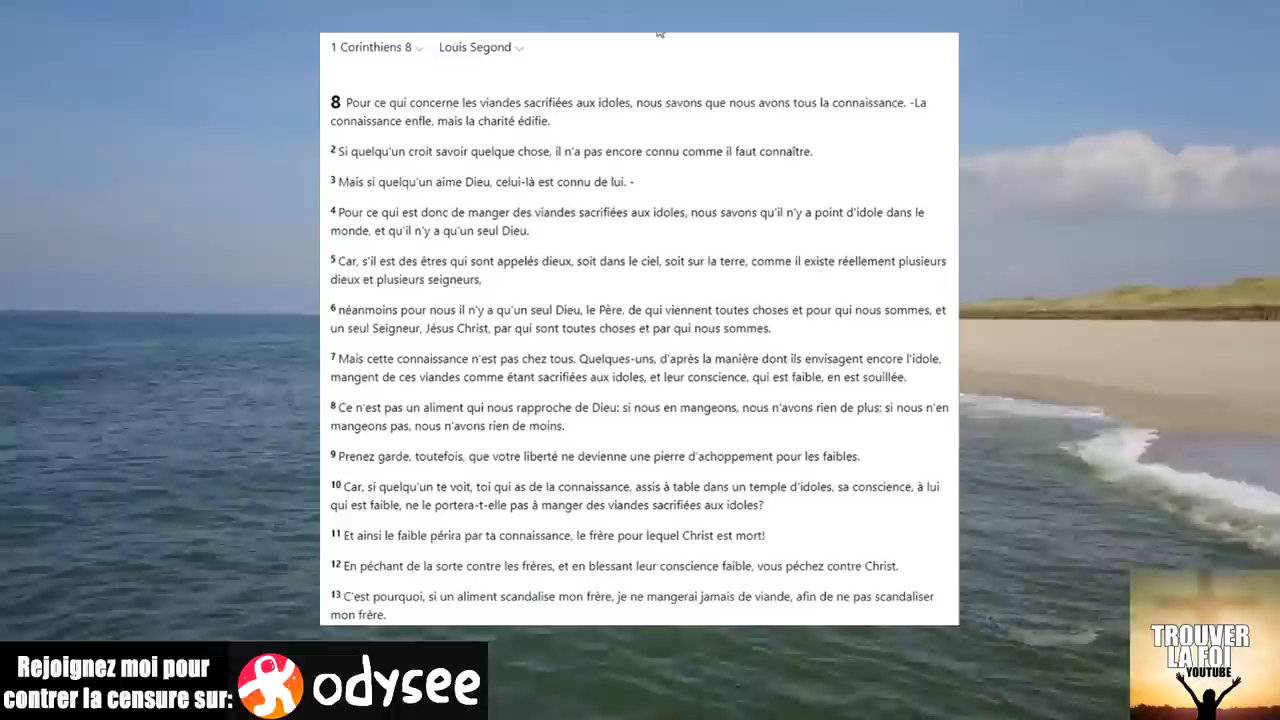 1 Corinthiens 8 Louis Segond
8 Pour ce qui concerne les viandes sacrifiées aux idoles, nous savons que nous avons tous la connaissance. -La
connaissance enfle, mais la charité édifie.
2 Si quelqu'un croit savoir quelque chose, il n'a pas encore connu comme il faut connaître.
3 Mais si quelqu'un aime Dieu, celui-là est connu de lui. -
4 Pour ce qui est donc de manger des viandes sacrifiées aux idoles, nous savons qu'il n'y a point d'idole dans le
monde, et qu'il n'y a qu'un seul Dieu.
5 Car, s'il est des êtres qui sont appelés dieux, soit dans le ciel, soit sur la terre, comme il existe réellement plusieurs
dieux et plusieurs seigneurs,
6 néanmoins pour nous il n'y a qu'un seul Dieu, le Père, de qui viennent toutes choses et pour qui nous sommes, et
un seul Seigneur, Jésus Christ, par qui sont toutes choses et par qui nous sommes.
7 Mais cette connaissance n'est pas chez tous. Quelques-uns, d'après la manière dont ils envisagent encore l'idole,
mangent de ces viandes comme étant sacrifiées aux idoles, et leur conscience, qui est faible, en est souillée.
8 Ce n'est pas un aliment qui nous rapproche de Dieu: si nous en mangeons, nous n'avons rien de plus; si nous n'en
mangeons pas, nous n'avons rien de moins.
9 Prenez garde, toutefois, que votre liberté ne devienne une pierre d'achoppement pour les faibles.
10 Car, si quelqu'un te voit, toi qui as de la connaissance, assis à table dans un temple d'idoles, sa conscience, à lui
qui est faible, ne le portera-t-elle pas à manger des viandes sacrifiées aux idoles?
11 Et ainsi le faible périra par ta connaissance, le frère pour lequel Christ est mort!
12 En péchant de la sorte contre les frères, et en blessant leur conscience faible, vous péchez contre Christ.
13 C'est pourquoi, si un aliment scandalise mon frère, je ne mangerai jamais de viande, afin de ne pas scandaliser
mon frère.
Rejoignez moi pour
contrer la censure sur:
odysee
TROUVER
LA FOI
YOUTUBE